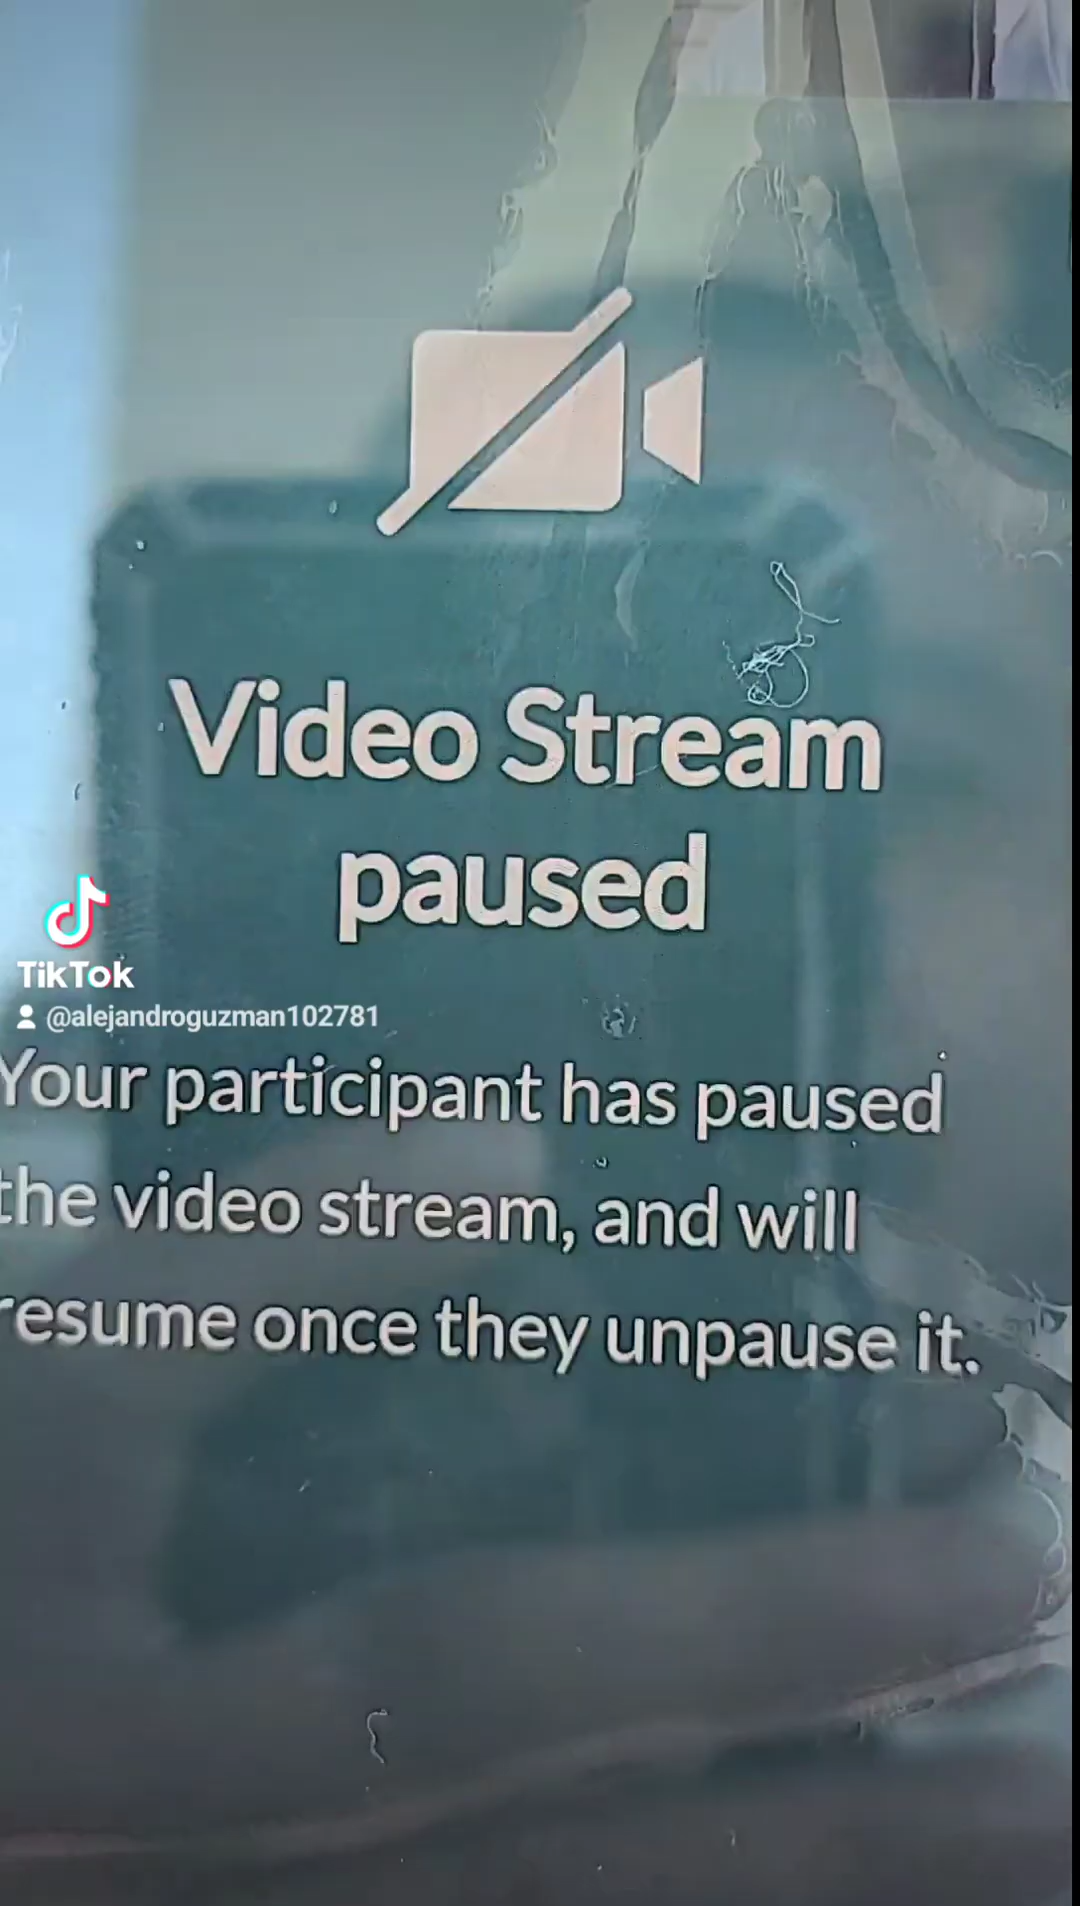 Video Stream
paused
TikTok
@alejandroguzman102781
Your participant has paused
the video stream, and will
resume once they unpause it.